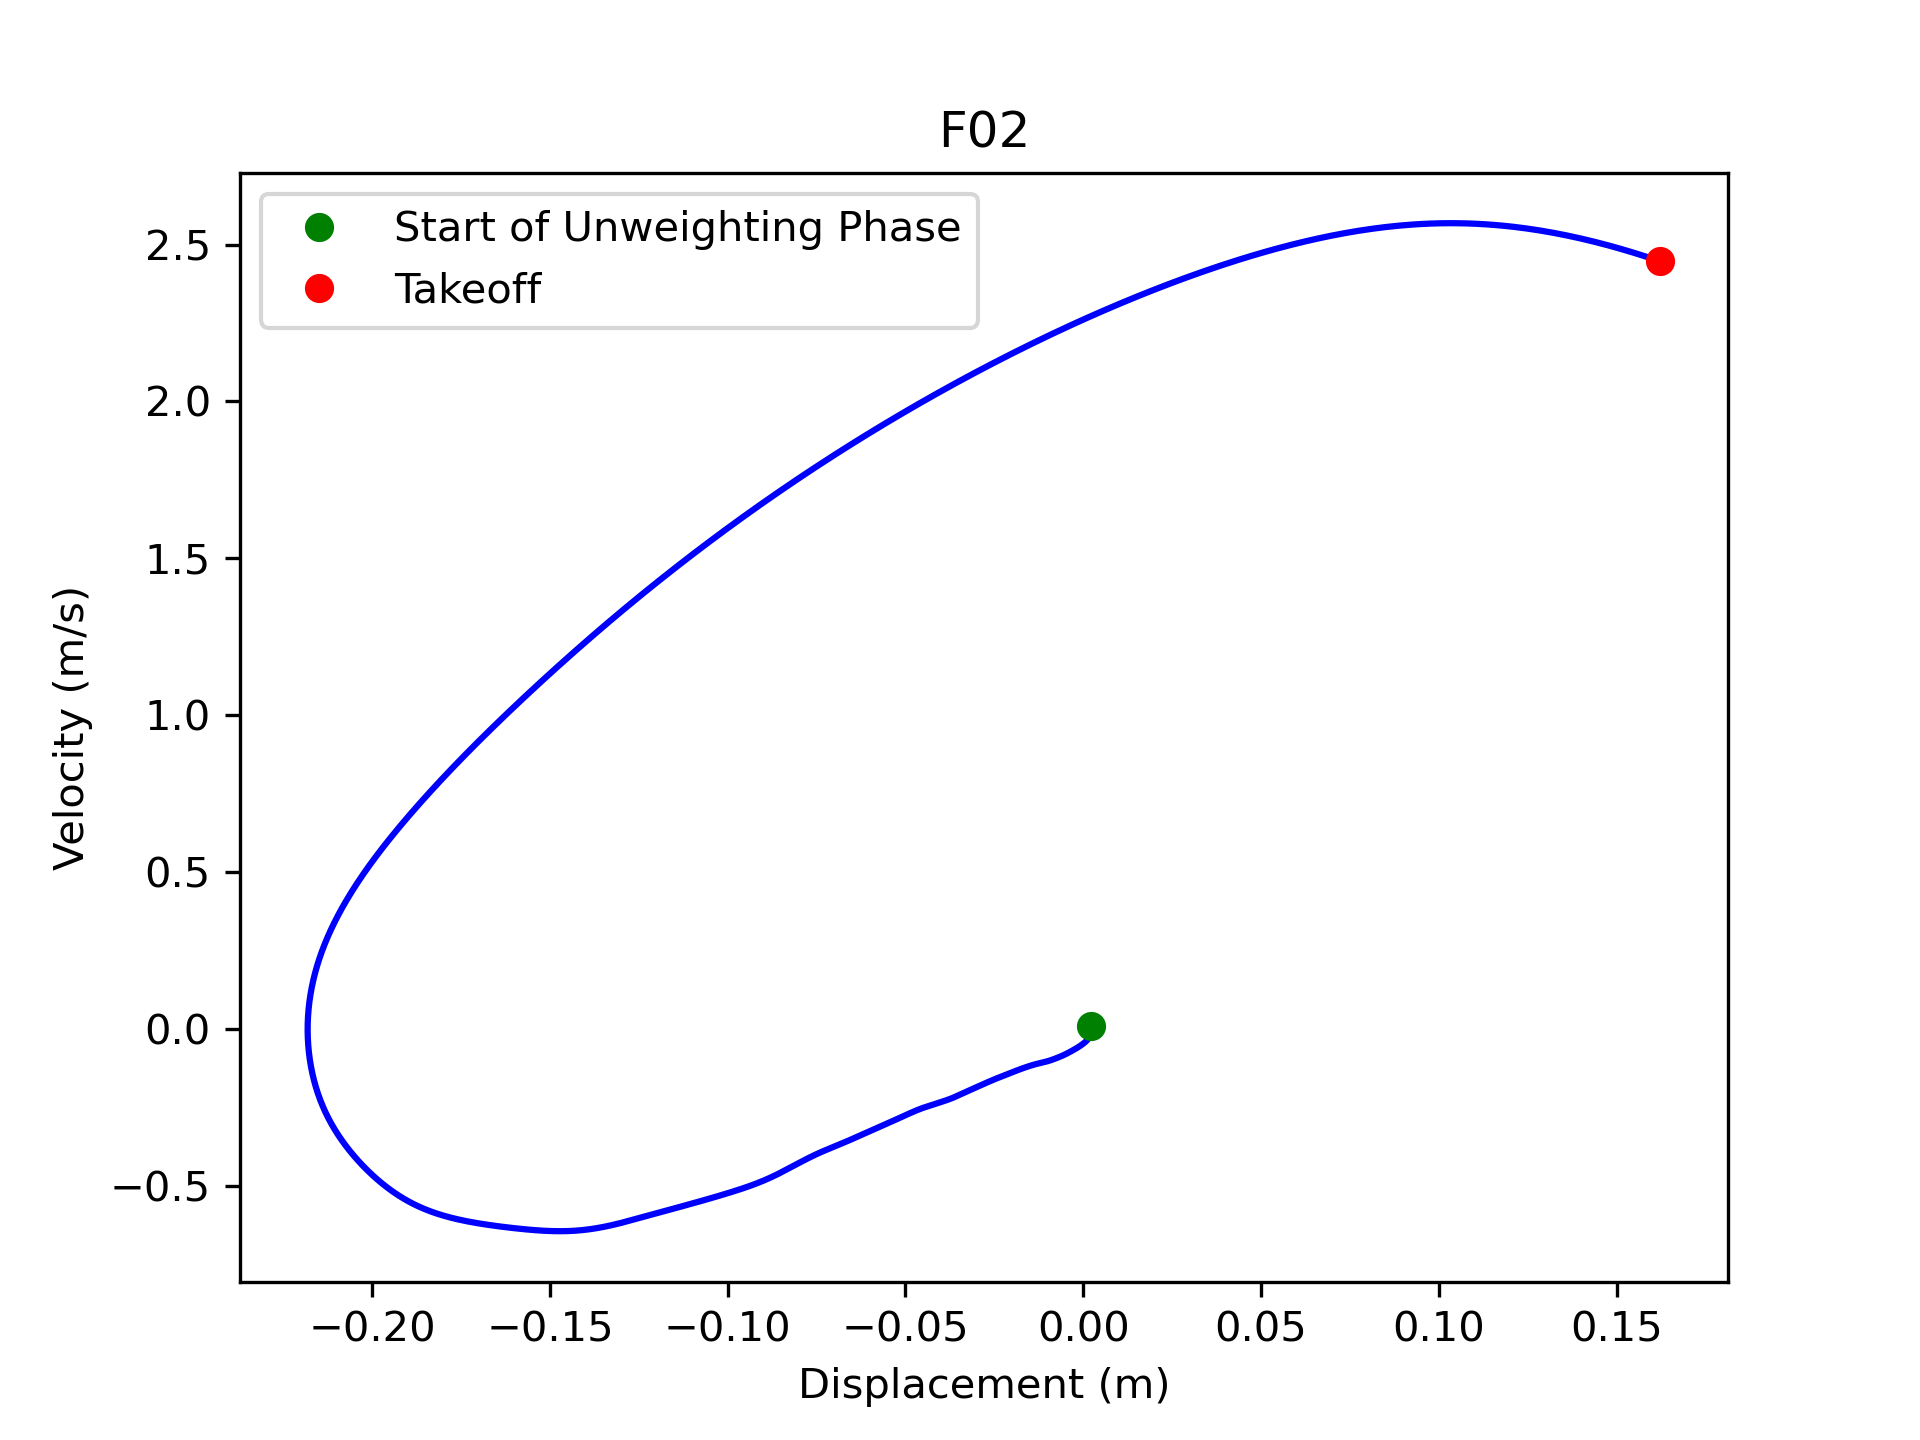 F02
Start of Unweighting Phase
Takeoff
Velocity (m/s)
2.5
2.0
1.5
1.0
0.5
0.0
−0.5
−0.20 −0.15 −0.10 −0.05 0.00 0.05 0.10 0.15
Displacement (m)